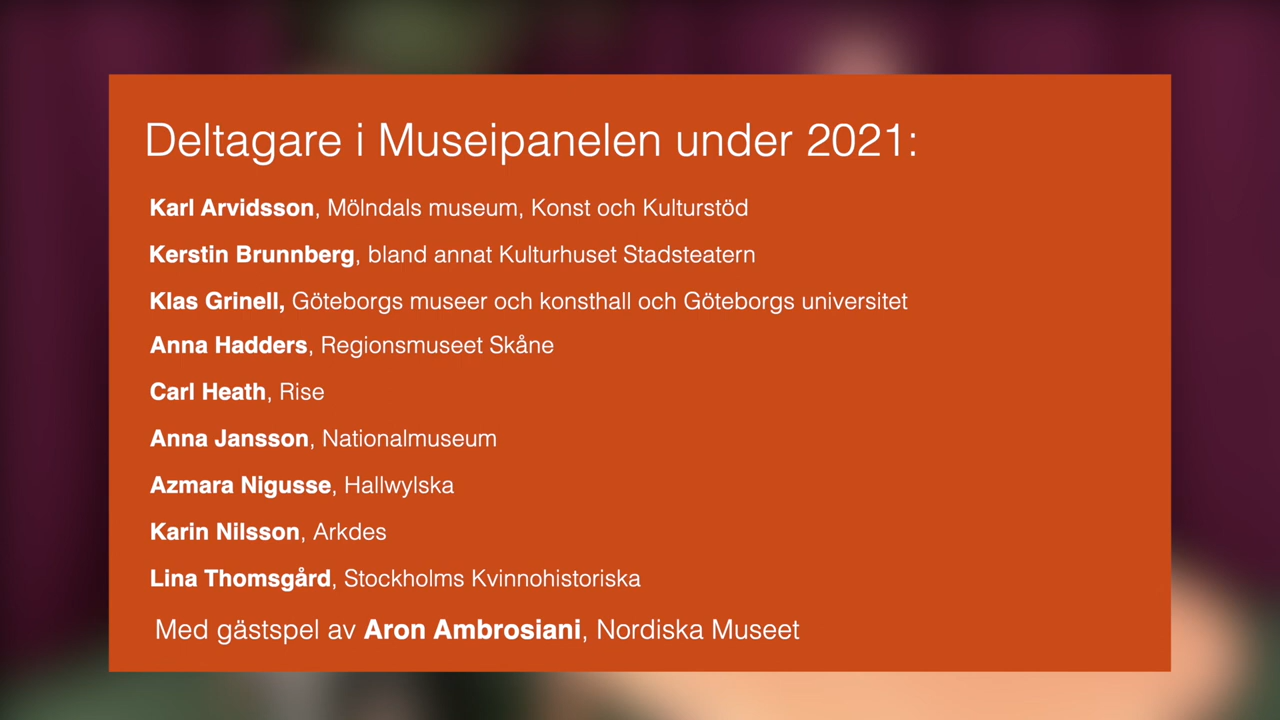 Deltagare i Museipanelen under 2021:
Karl Arvidsson, Mölndals museum, Konst och Kulturstöd
Kerstin Brunnberg, bland annat Kulturhuset Stadsteatern
Klas Grinell, Göteborgs museer och konsthall och Göteborgs universitet
Anna Hadders, Regionsmuseet Skåne
Carl Heath, Rise
Anna Jansson, Nationalmuseum
Azmara Nigusse, Hallwylska
Karin Nilsson, Arkdes
Lina Thomsgård, Stockholms Kvinnohistoriska
Med gästspel av Aron Ambrosiani, Nordiska Museet